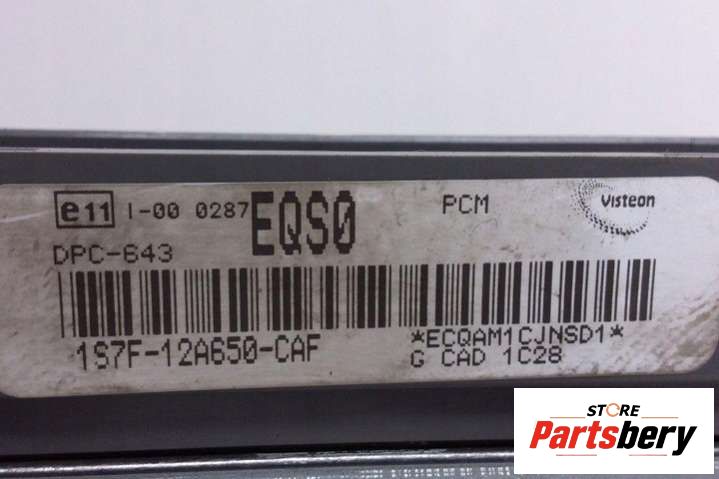 e11 I-00 0287 EQS0 PCM Visteon
DPC-643
1S7F-12A650-CAF *ECQAM1CJNSD1*
G CAD 1C28
STORE
Partsbery